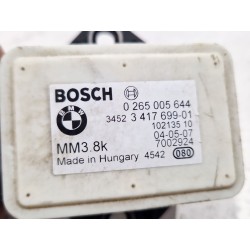 BOSCH
BMW
0 265 005 644
3452 3 417 699-01
102135 10
04-05-07
MM3.8k 7002924
Made in Hungary 4542 080